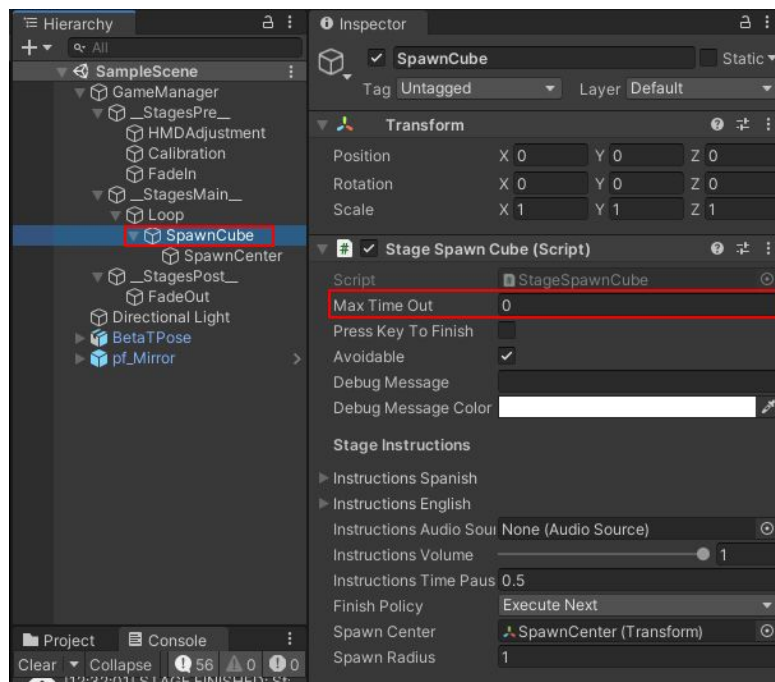 Hierarchy
All
SampleScene
GameManager
__StagesPre__
HMDAdjustment
Calibration
FadeIn
__StagesMain__
Loop
SpawnCube
SpawnCenter
__StagesPost__
FadeOut
Directional Light
BetaTPose
pf_Mirror
Project Console
Clear Collapse 56 0 0
Inspector
SpawnCube Static
Tag Untagged Layer Default
Transform
Position X 0 Y 0 Z 0
Rotation X 0 Y 0 Z 0
Scale X 1 Y 1 Z 1
# Stage Spawn Cube (Script)
Script StageSpawnCube
Max Time Out 0
Press Key To Finish
Avoidable
Debug Message
Debug Message Color
Stage Instructions
Instructions Spanish
Instructions English
Instructions Audio Sour None (Audio Source)
Instructions Volume 1
Instructions Time Paus 0.5
Finish Policy Execute Next
Spawn Center SpawnCenter (Transform)
Spawn Radius 1